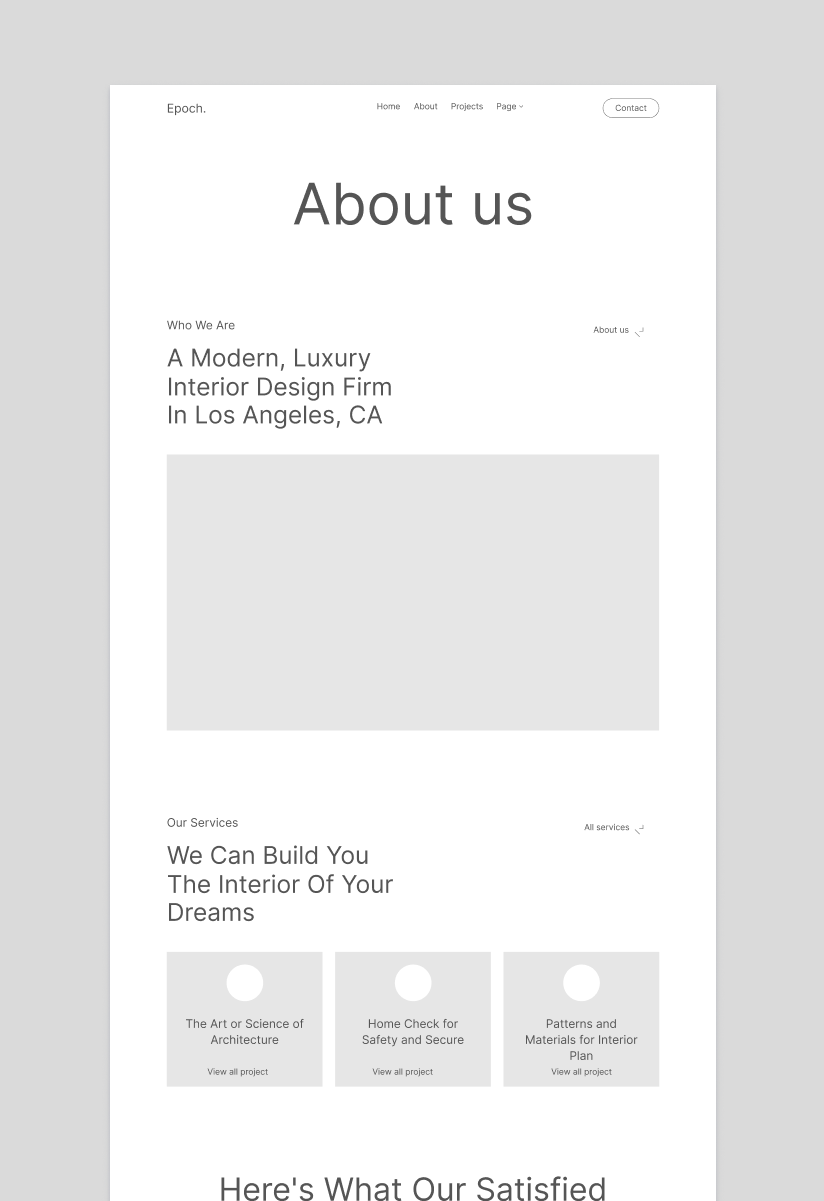 Epoch.
Home About Projects Page
Contact
About us
Who We Are
About us
A Modern, Luxury
Interior Design Firm
In Los Angeles, CA
Our Services
All services
We Can Build You
The Interior Of Your
Dreams
The Art or Science of
Architecture
View all project
Home Check for
Safety and Secure
View all project
Patterns and
Materials for Interior
Plan
View all project
Here's What Our Satisfied